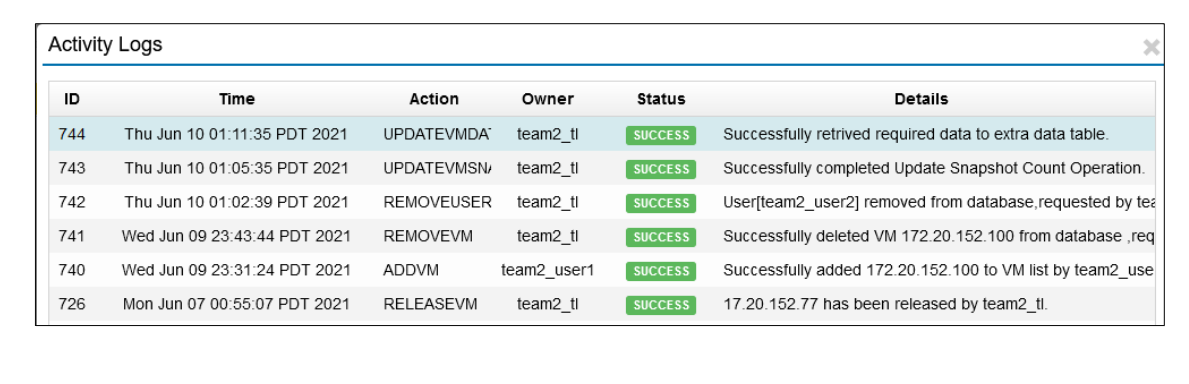 Activity Logs
ID Time Action Owner Status Details
744 Thu Jun 10 01:11:35 PDT 2021 UPDATEVMDA team2_tl SUCCESS Successfully retrived required data to extra data table.
743 Thu Jun 10 01:05:35 PDT 2021 UPDATEVMSN team2_tl SUCCESS Successfully completed Update Snapshot Count Operation.
742 Thu Jun 10 01:02:39 PDT 2021 REMOVEUSER team2_tl SUCCESS User[team2_user2] removed from database,requested by tea
741 Wed Jun 09 23:43:44 PDT 2021 REMOVEVM team2_tl SUCCESS Successfully deleted VM 172.20.152.100 from database ,req
740 Wed Jun 09 23:31:24 PDT 2021 ADDVM team2_user1 SUCCESS Successfully added 172.20.152.100 to VM list by team2_use
726 Mon Jun 07 00:55:07 PDT 2021 RELEASEVM team2_tl SUCCESS 17.20.152.77 has been released by team2_tl.